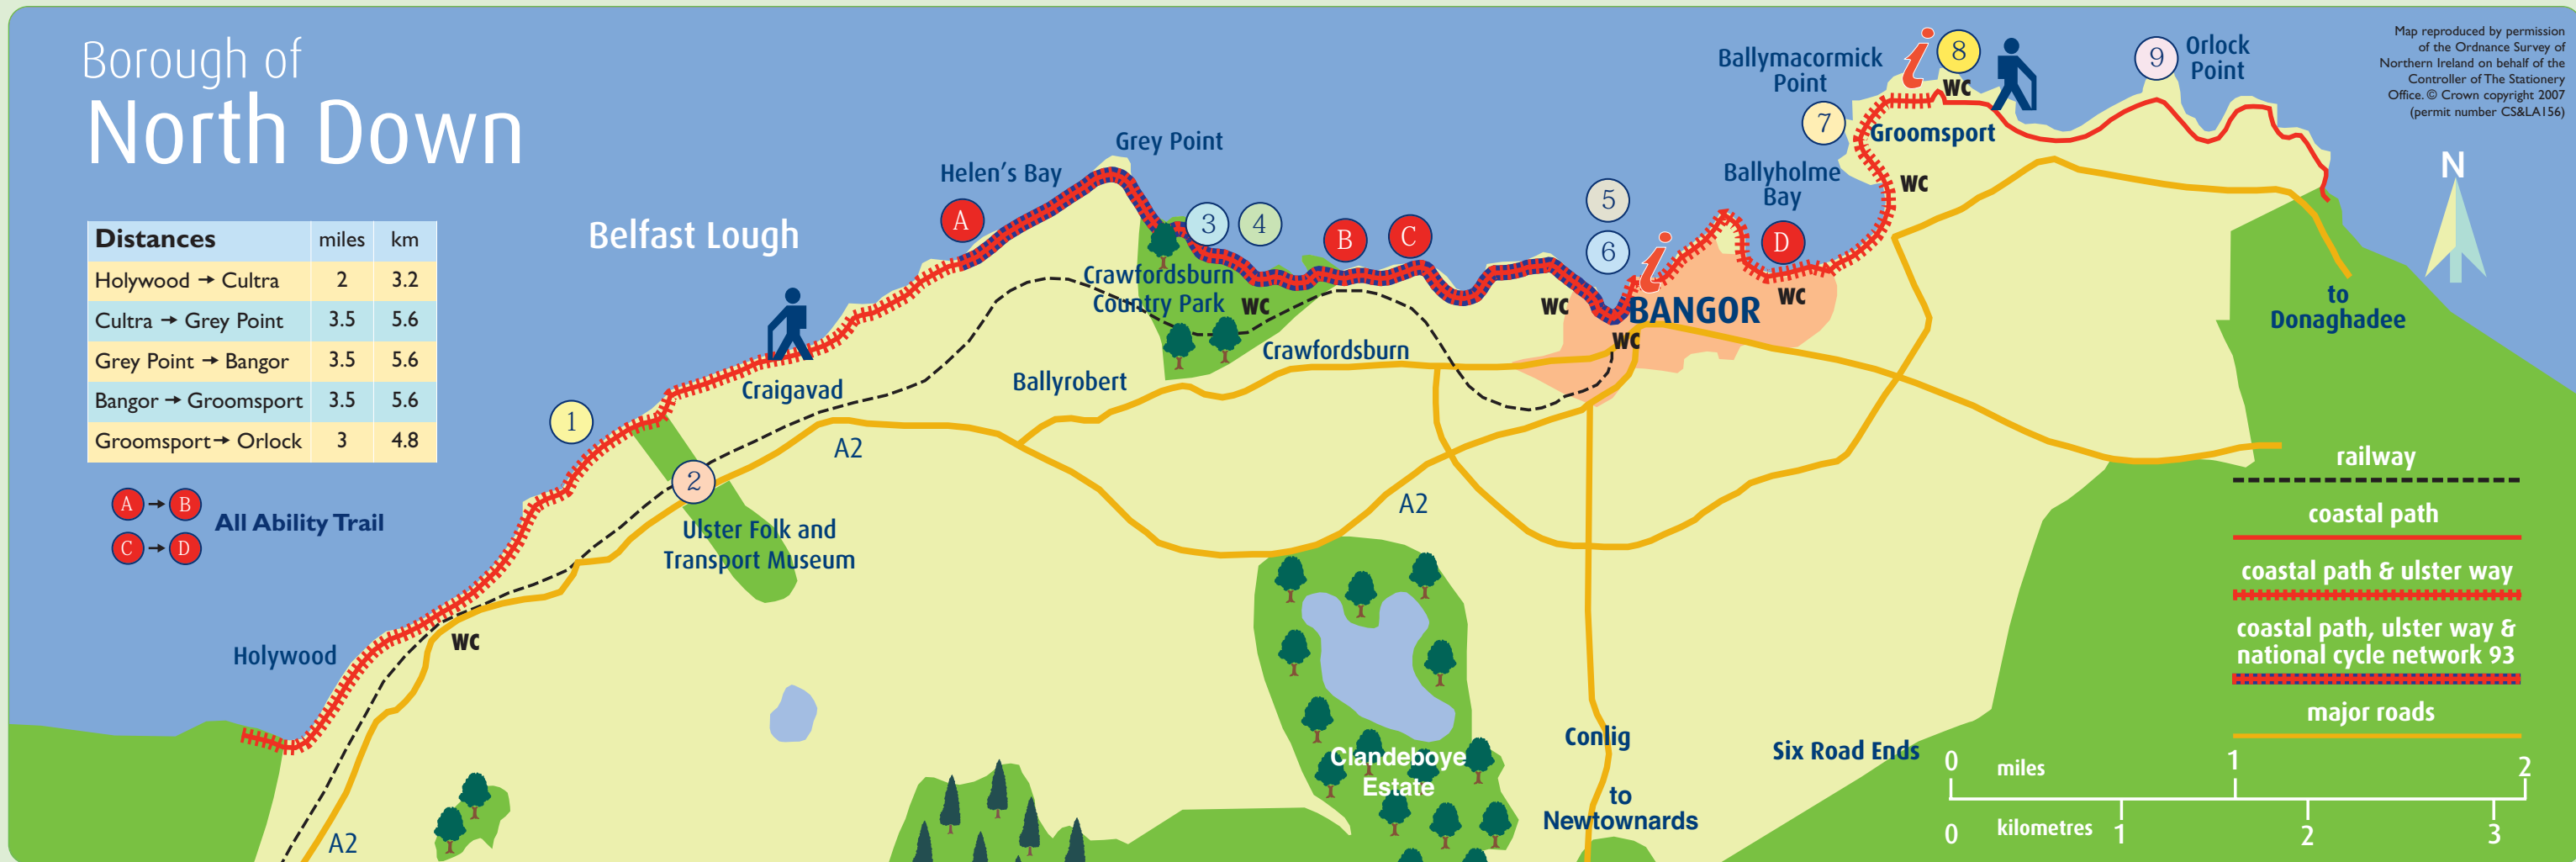 Borough of
North Down
Distances miles km
Holywood → Cultra 2 3.2
Cultra → Grey Point 3.5 5.6
Grey Point → Bangor 3.5 5.6
Bangor → Groomsport 3.5 5.6
Groomsport → Orlock 3 4.8
A → B
C → D
All Ability Trail
Belfast Lough
Holywood
WC
A2
1
2
Ulster Folk and
Transport Museum
Craigavad
A2
Ballyrobert
Helen's Bay
A
Grey Point
3
4
Crawfordsburn
Country Park
WC
Crawfordsburn
B
C
A2
5
6
i
WC
BANGOR
WC
Ballyholme
Bay
D
WC
Ballymacormick
Point
7
i
8
WC
Groomsport
WC
9
Orlock
Point
Clandeboye
Estate
Conlig
to
Newtownards
Six Road Ends
to
Donaghadee
Map reproduced by permission
of the Ordnance Survey of
Northern Ireland on behalf of the
Controller of The Stationery
Office. © Crown copyright 2007
(permit number CS&LA156)
N
railway
coastal path
coastal path & ulster way
coastal path, ulster way &
national cycle network 93
major roads
0 miles 1 2
0 kilometres 1 2 3